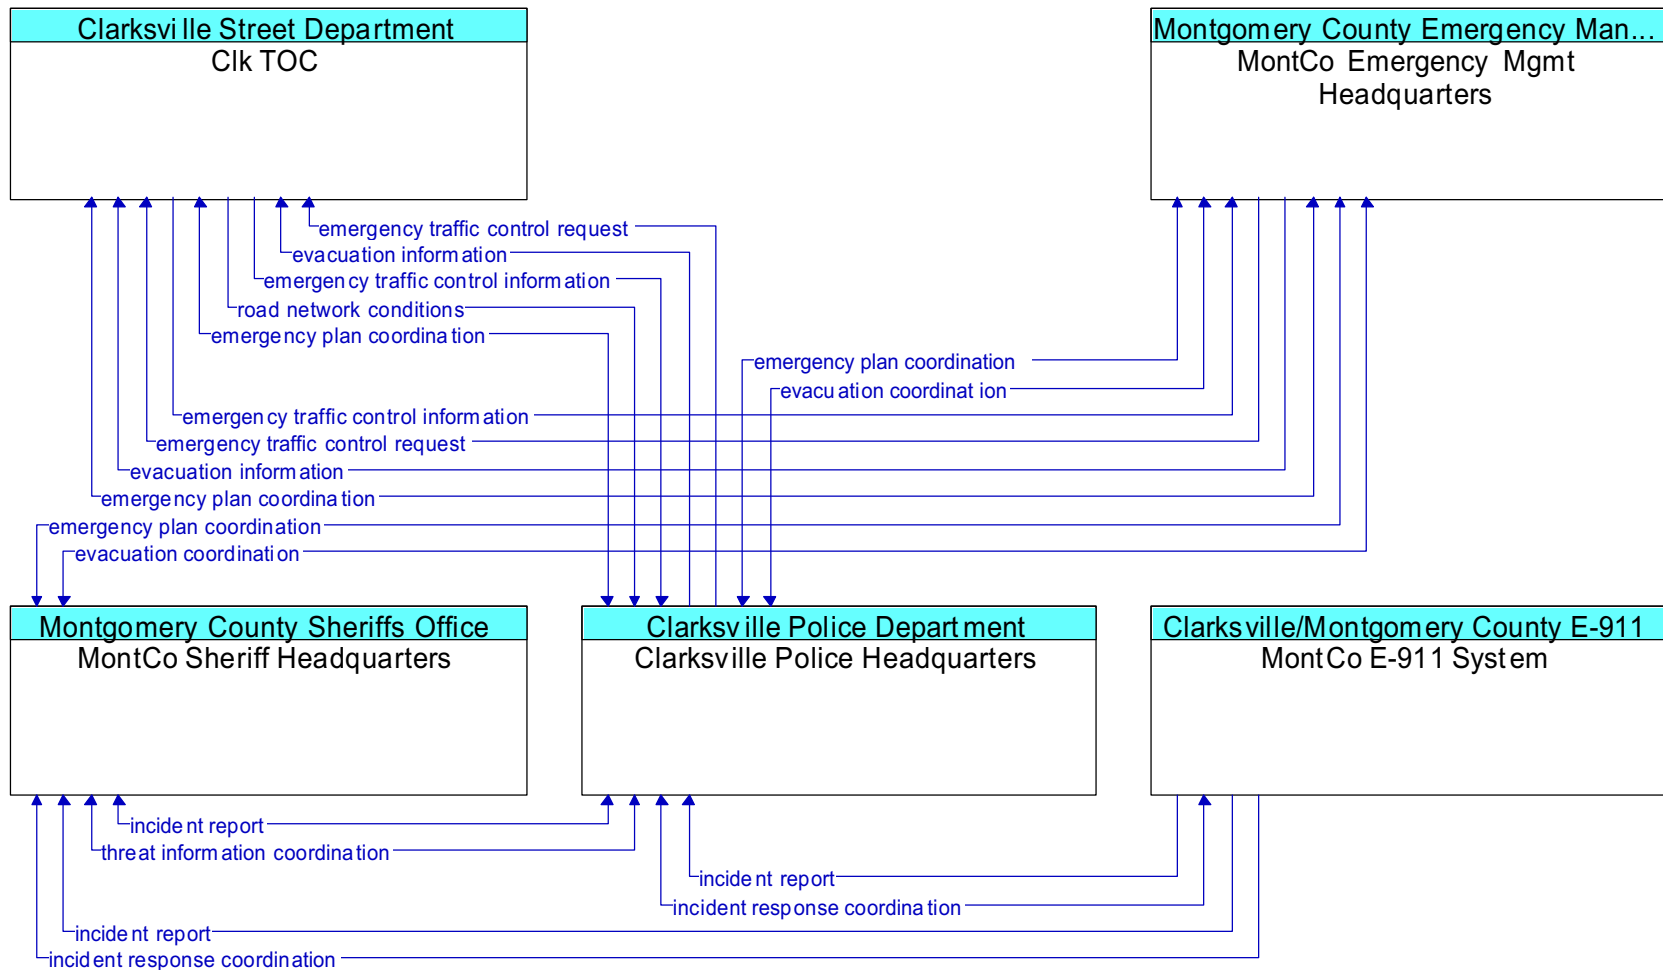 Clarksville Street Department
Clk TOC
Montgomery County Emergency Man...
MontCo Emergency Mgmt
Headquarters
emergency traffic control request
evacuation information
emergency traffic control information
road network conditions
emergency plan coordination
emergency plan coordination
evacuation coordination
emergency traffic control information
emergency traffic control request
evacuation information
emergency plan coordination
emergency plan coordination
evacuation coordination
Montgomery County Sheriffs Office
MontCo Sheriff Headquarters
Clarksville Police Department
Clarksville Police Headquarters
Clarksville/Montgomery County E-911
MontCo E-911 System
incident report
threat information coordination
incident report
incident response coordination
incident report
incident response coordination